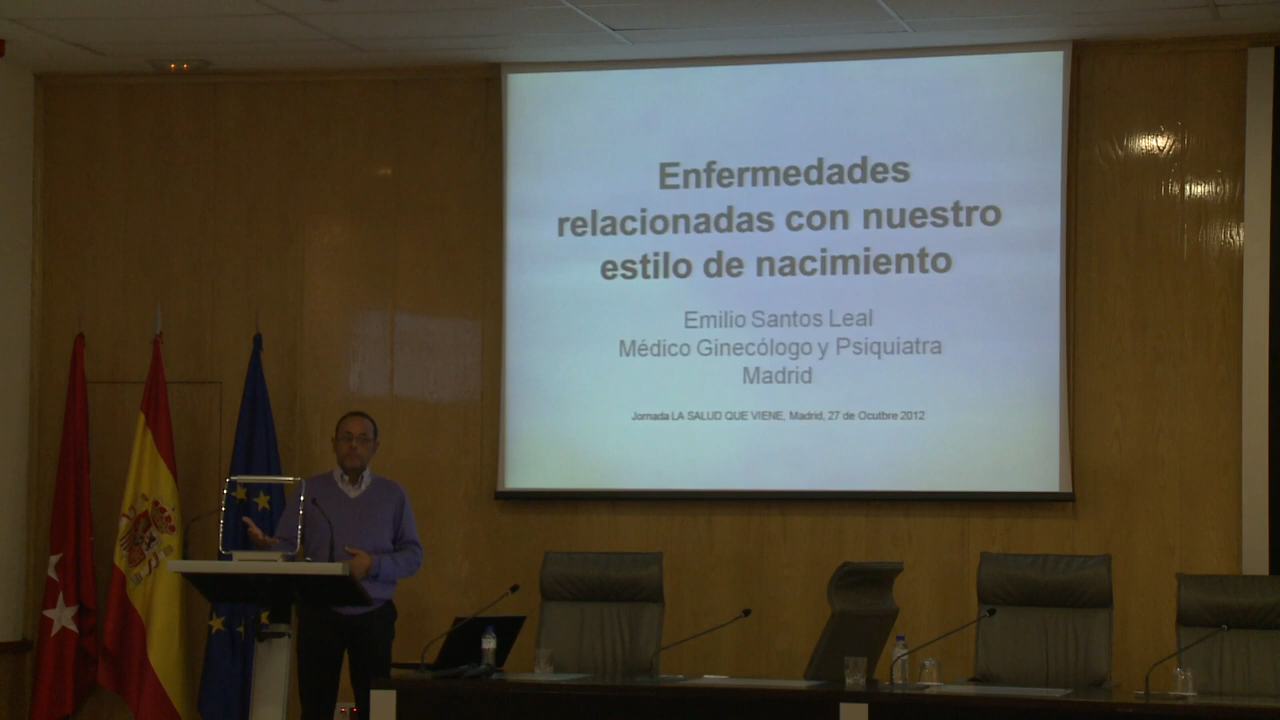 Enfermedades
relacionadas con nuestro
estilo de nacimiento
Emilio Santos Leal
Médico Ginecólogo y Psiquiatra
Madrid
Jornada LA SALUD QUE VIENE, Madrid, 27 de Ocutbre 2012